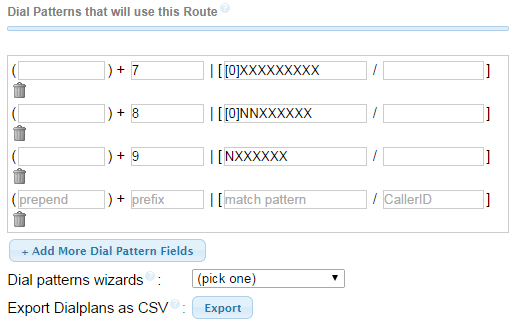 Dial Patterns that will use this Route ?
( ) + 7 | [ [0]XXXXXXXXX / ]
( ) + 8 | [ [0]NNXXXXXX / ]
( ) + 9 | [ NXXXXXX / ]
( prepend ) + prefix | [ match pattern / CallerID ]
+ Add More Dial Pattern Fields
Dial patterns wizards ? : (pick one)
Export Dialplans as CSV ? : Export